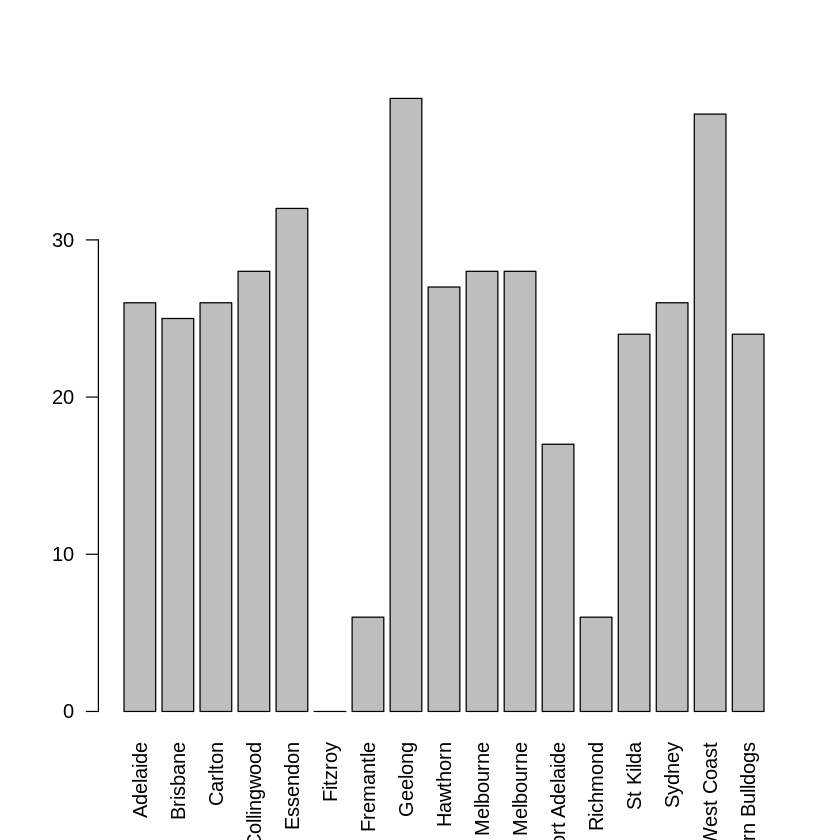 30
20
10
0
Adelaide
Brisbane
Carlton
Collingwood
Essendon
Fitzroy
Fremantle
Geelong
Hawthorn
Melbourne
Melbourne
ort Adelaide
Richmond
St Kilda
Sydney
West Coast
rn Bulldogs